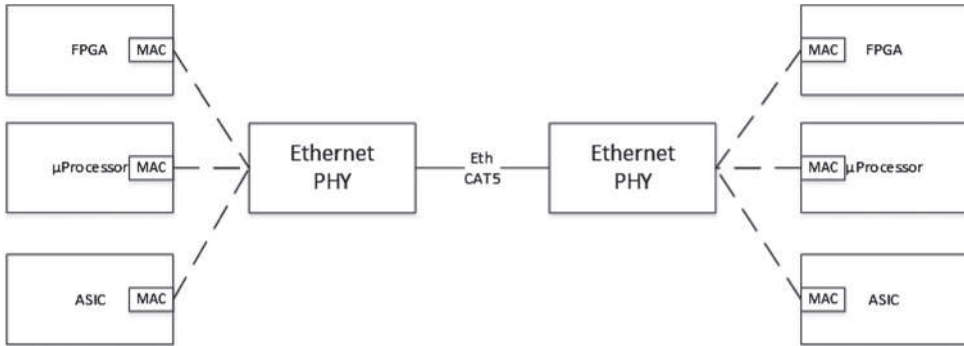 FPGA MAC
MAC FPGA
Ethernet
PHY
Eth
CAT5
Ethernet
PHY
µProcessor MAC
MAC µProcessor
ASIC MAC
MAC ASIC